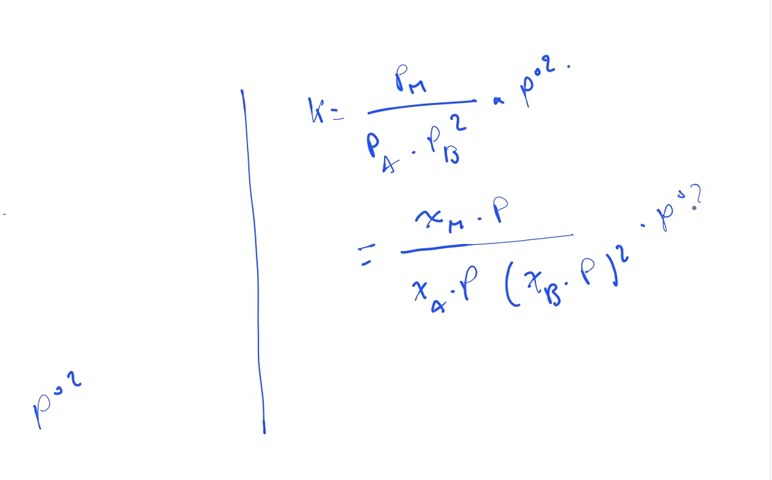 K = P_M / (P_A · P_B^2) · p°^2.
= x_M · P / (x_A · P (x_B · P)^2) · p°^2
p°^2